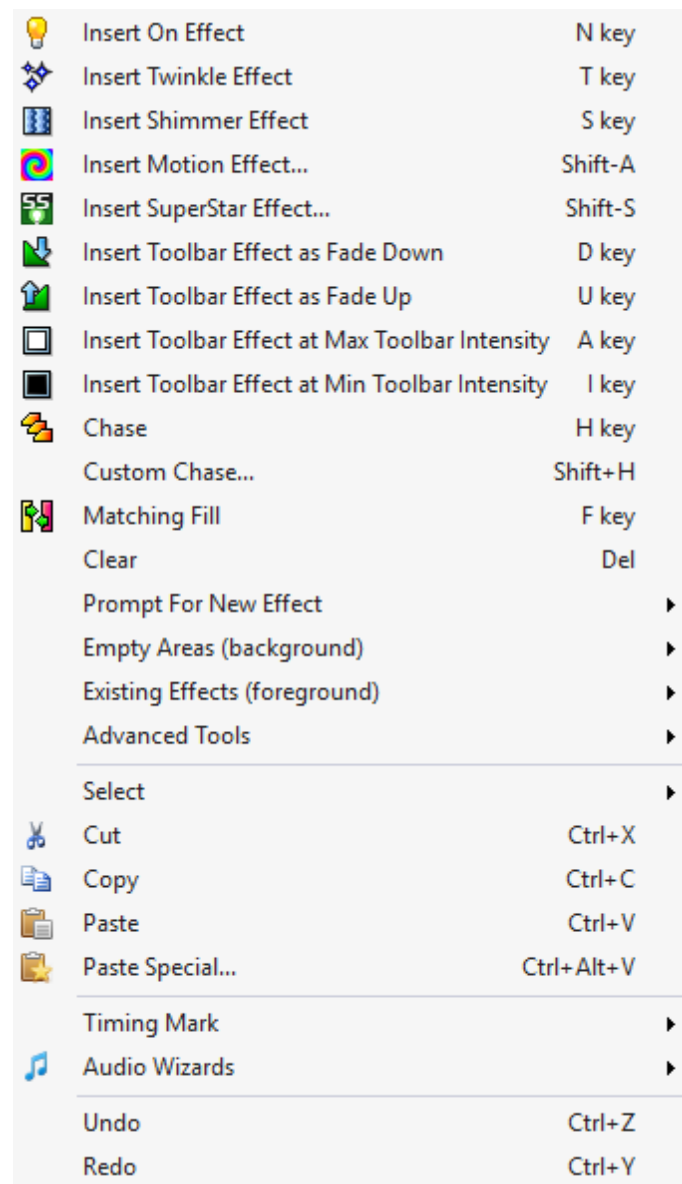 Insert On Effect N key
Insert Twinkle Effect T key
Insert Shimmer Effect S key
Insert Motion Effect... Shift-A
SS Insert SuperStar Effect... Shift-S
Insert Toolbar Effect as Fade Down D key
Insert Toolbar Effect as Fade Up U key
Insert Toolbar Effect at Max Toolbar Intensity A key
Insert Toolbar Effect at Min Toolbar Intensity I key
Chase H key
Custom Chase... Shift+H
Matching Fill F key
Clear Del
Prompt For New Effect
Empty Areas (background)
Existing Effects (foreground)
Advanced Tools
Select
Cut Ctrl+X
Copy Ctrl+C
Paste Ctrl+V
Paste Special... Ctrl+Alt+V
Timing Mark
Audio Wizards
Undo Ctrl+Z
Redo Ctrl+Y